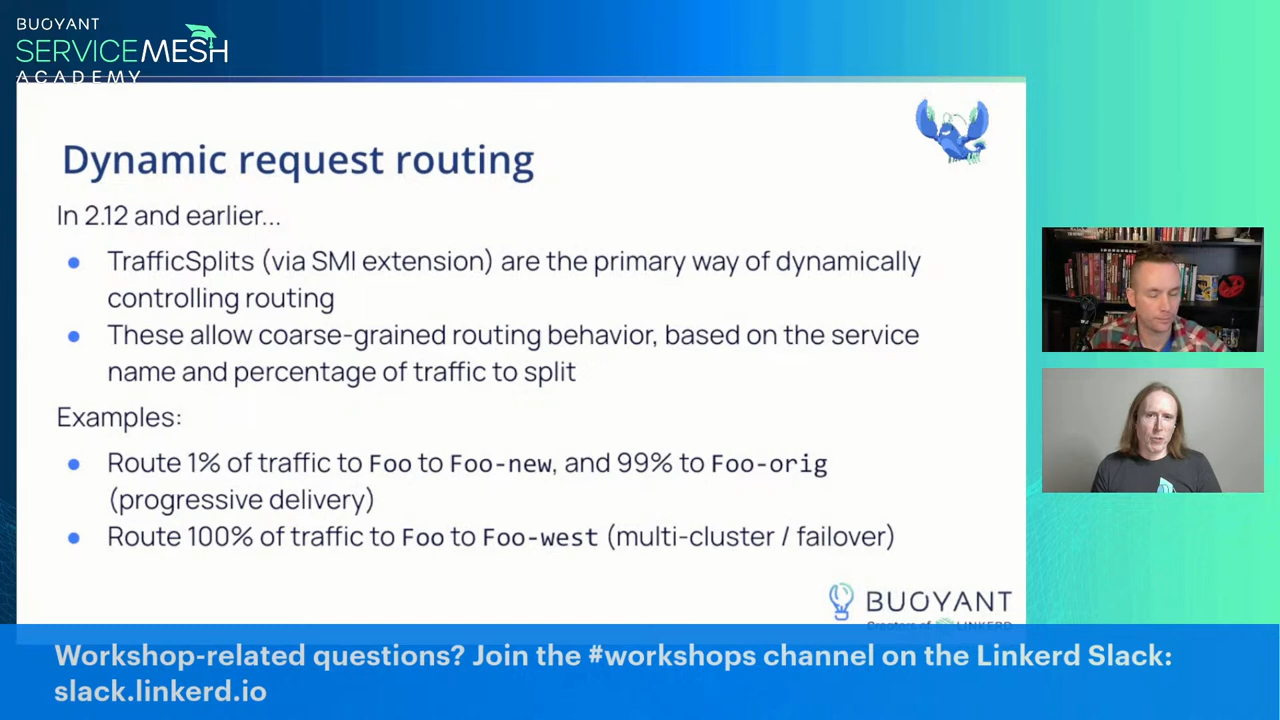 BUOYANT
SERVICEMESH
ACADEMY
Dynamic request routing
In 2.12 and earlier...
● TrafficSplits (via SMI extension) are the primary way of dynamically
controlling routing
● These allow coarse-grained routing behavior, based on the service
name and percentage of traffic to split
Examples:
● Route 1% of traffic to Foo to Foo-new, and 99% to Foo-orig
(progressive delivery)
● Route 100% of traffic to Foo to Foo-west (multi-cluster / failover)
BUOYANT
Creators of LINKERD
Workshop-related questions? Join the #workshops channel on the Linkerd Slack:
slack.linkerd.io